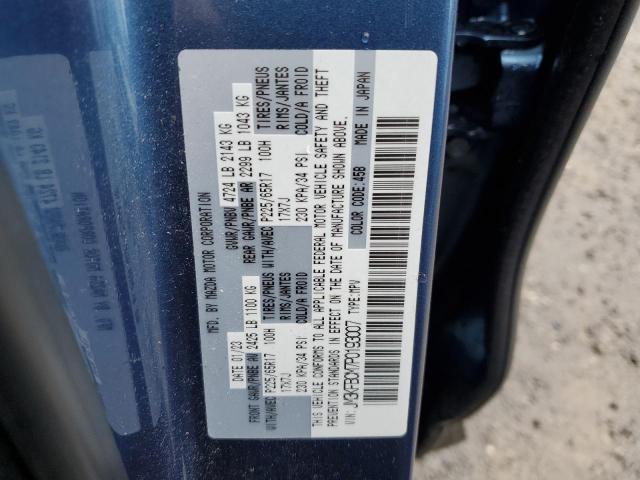 MFD. BY MAZDA MOTOR CORPORATION
DATE 01/23 GVWR/PNBV 4724 LB 2143 KG
FRONT GAWR/PNBE AV 2425 LB 1100 KG REAR GAWR/PNBE AR 2299 LB 1043 KG
WITH/AVEC P225/65R17 100H TIRES/PNEUS WITH/AVEC P225/65R17 100H TIRES/PNEUS
17X7J RIMS/JANTES 17X7J RIMS/JANTES
230 KPA/34 PSI COLD/A FROID 230 KPA/34 PSI COLD/A FROID
THIS VEHICLE CONFORMS TO ALL APPLICABLE FEDERAL MOTOR VEHICLE SAFETY AND THEFT
PREVENTION STANDARDS IN EFFECT ON THE DATE OF MANUFACTURE SHOWN ABOVE.
COLOR CODE: 45B MADE IN JAPAN
VIN: JM3KFBCM7P0193007 TYPE:MPV